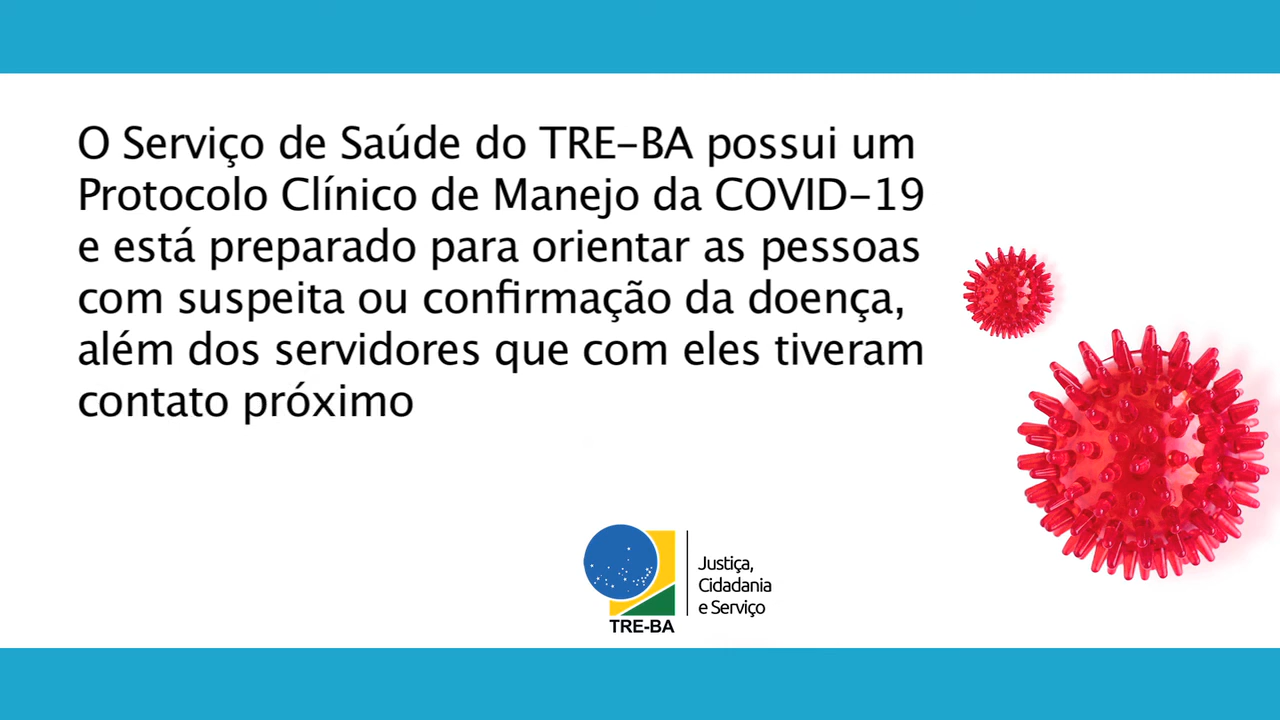 O Serviço de Saúde do TRE-BA possui um
Protocolo Clínico de Manejo da COVID-19
e está preparado para orientar as pessoas
com suspeita ou confirmação da doença,
além dos servidores que com eles tiveram
contato próximo
Justiça,
Cidadania
e Serviço
TRE-BA